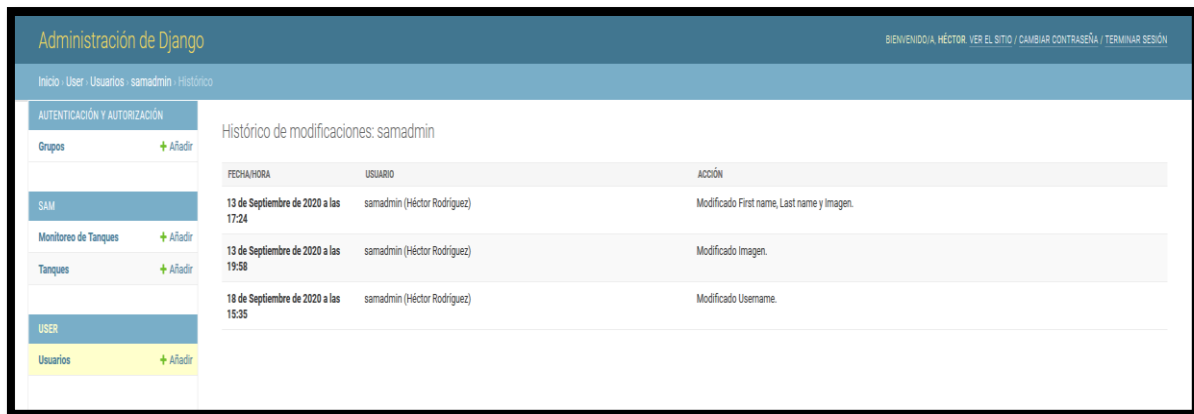 Administración de Django
BIENVENIDO/A, HÉCTOR. VER EL SITIO / CAMBIAR CONTRASEÑA / TERMINAR SESIÓN
Inicio › User › Usuarios › samadmin › Histórico
AUTENTICACIÓN Y AUTORIZACIÓN
Grupos + Añadir
SAM
Monitoreo de Tanques + Añadir
Tanques + Añadir
USER
Usuarios + Añadir
Histórico de modificaciones: samadmin
FECHA/HORA USUARIO ACCIÓN
13 de Septiembre de 2020 a las samadmin (Héctor Rodríguez) Modificado First name, Last name y Imagen.
17:24
13 de Septiembre de 2020 a las samadmin (Héctor Rodríguez) Modificado Imagen.
19:58
18 de Septiembre de 2020 a las samadmin (Héctor Rodríguez) Modificado Username.
15:35